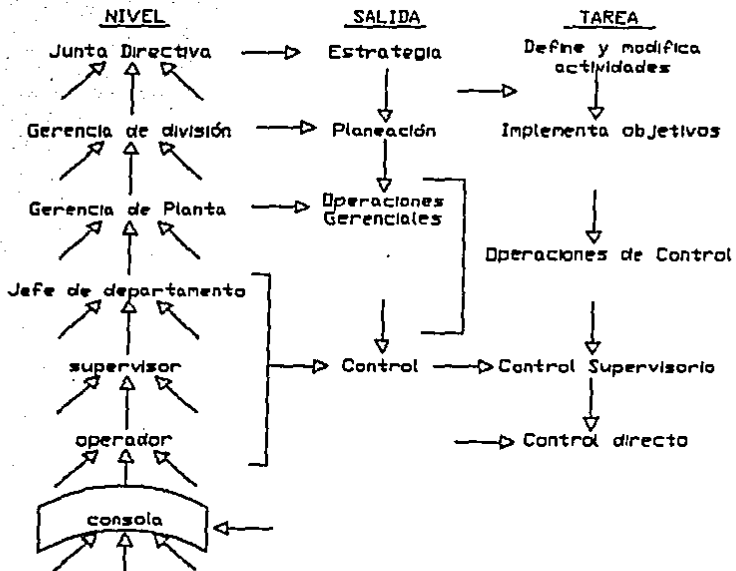 NIVEL SALIDA TAREA
Junta Directiva Estrategia Define y modifica
actividades
Gerencia de división Planeación Implementa objetivos
Gerencia de Planta Operaciones
Gerenciales
Operaciones de Control
Jefe de departamento
supervisor Control Control Supervisorio
operador Control directo
consola